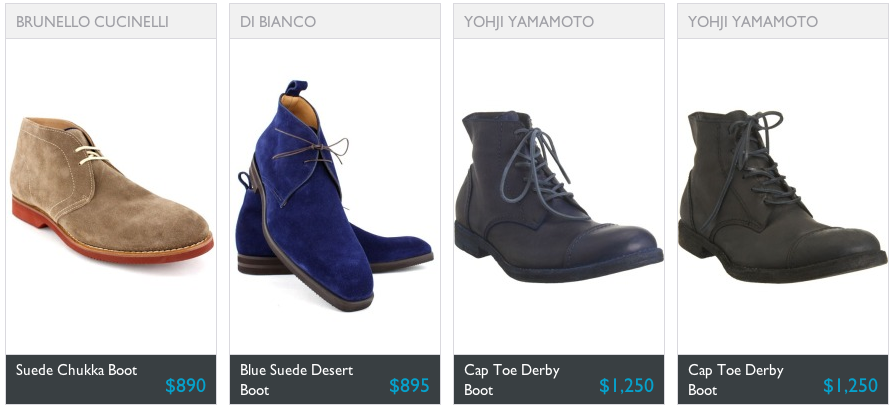 BRUNELLO CUCINELLI
Suede Chukka Boot
$890
DI BIANCO
Blue Suede Desert
Boot
$895
YOHJI YAMAMOTO
Cap Toe Derby
Boot
$1,250
YOHJI YAMAMOTO
Cap Toe Derby
Boot
$1,250